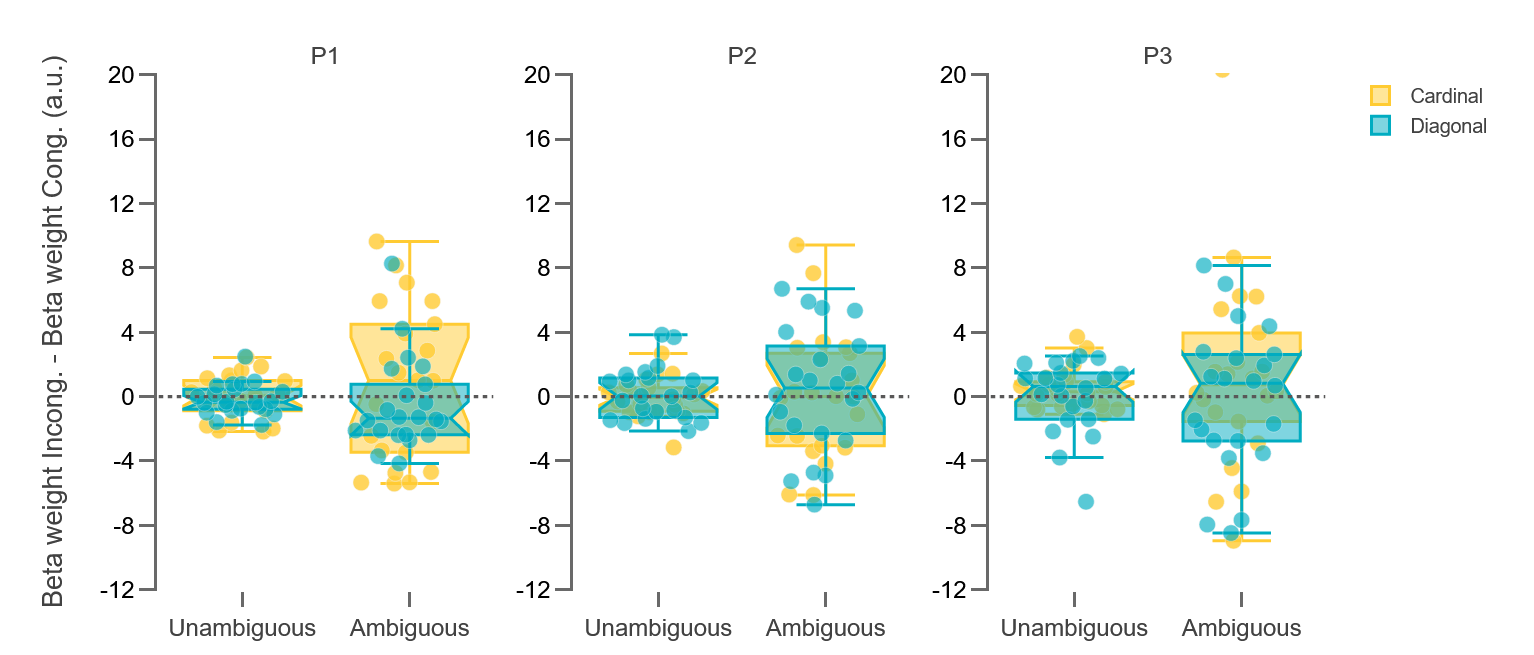 P1
P2
P3
Beta weight Incong. - Beta weight Cong. (a.u.)
20
16
12
8
4
0
-4
-8
-12
Unambiguous
Ambiguous
20
16
12
8
4
0
-4
-8
-12
Unambiguous
Ambiguous
20
16
12
8
4
0
-4
-8
-12
Unambiguous
Ambiguous
Cardinal
Diagonal